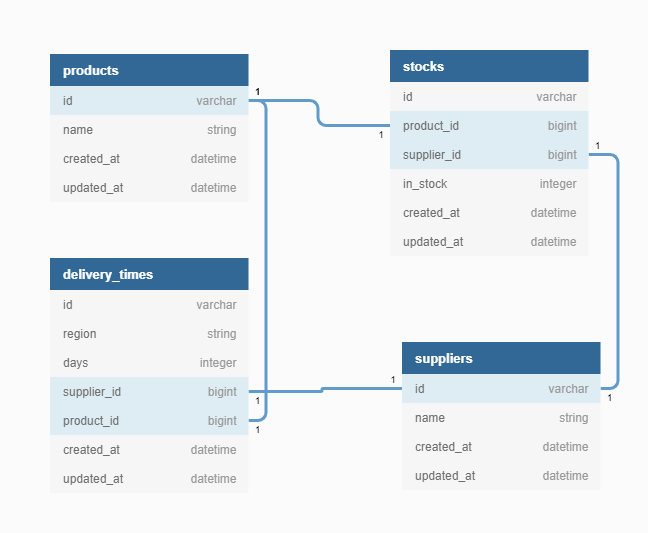 products
id varchar
name string
created_at datetime
updated_at datetime
1
stocks
id varchar
product_id bigint
1
supplier_id bigint
1
in_stock integer
created_at datetime
updated_at datetime
delivery_times
id varchar
region string
days integer
supplier_id bigint
1
product_id bigint
1
created_at datetime
updated_at datetime
suppliers
1
id varchar
1
name string
created_at datetime
updated_at datetime